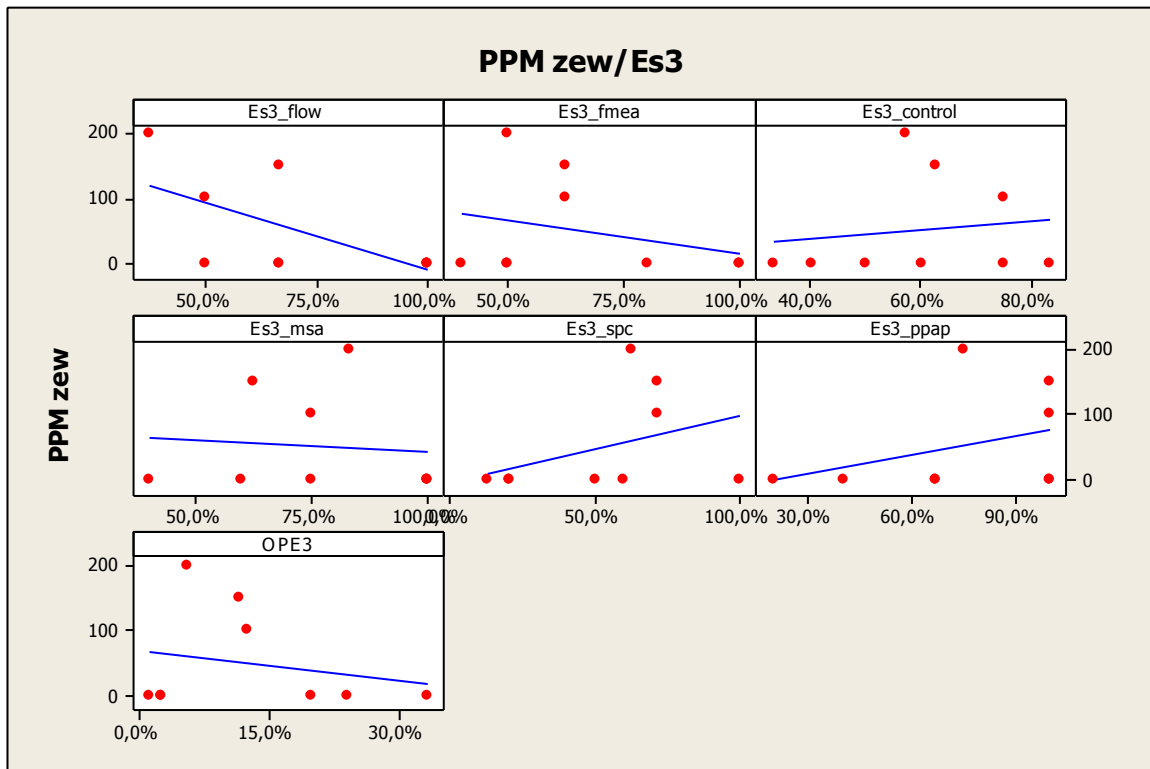 PPM zew/Es3
Es3_flow Es3_fmea Es3_control
200
100
0
50,0% 75,0% 100,0% 50,0% 75,0% 100,0% 40,0% 60,0% 80,0%
Es3_msa Es3_spc Es3_ppap
200
100
0
50,0% 75,0% 100,0% 0,0% 50,0% 100,0% 30,0% 60,0% 90,0%
PPM zew
OPE3
200
100
0
0,0% 15,0% 30,0%